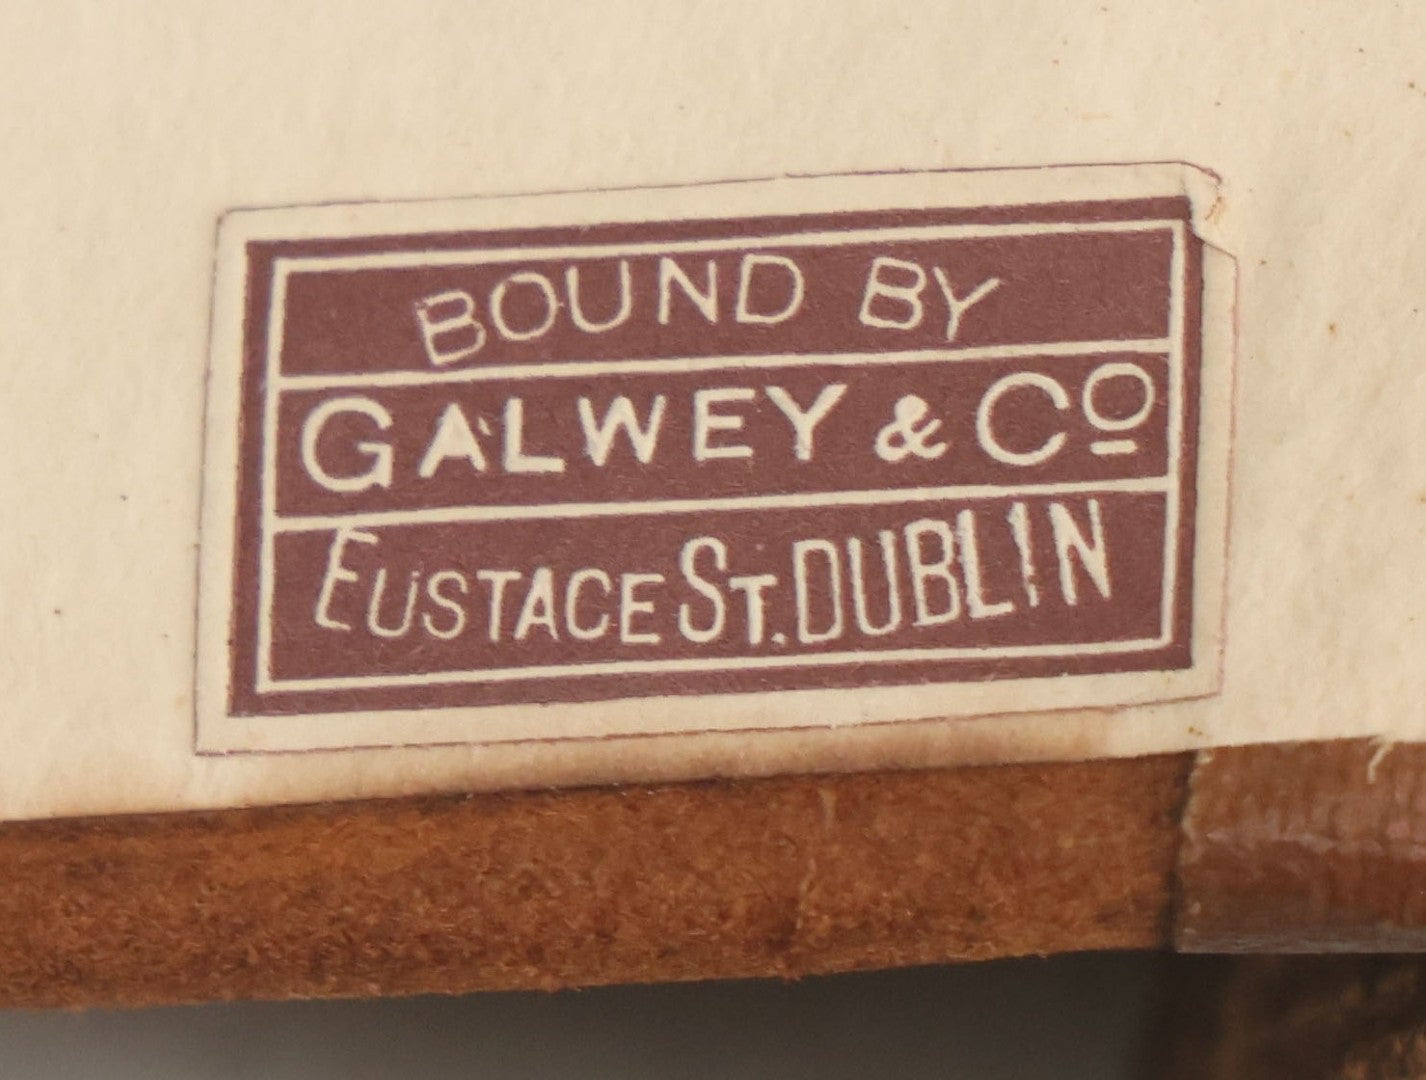 BOUND BY
GALWEY & Co
EUSTACE ST. DUBLIN